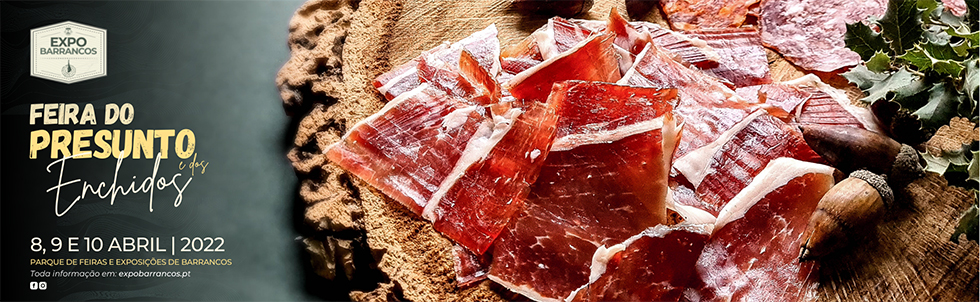 EXPO
BARRANCOS
FEIRA DO
PRESUNTO
e dos
Enchidos
8, 9 E 10 ABRIL | 2022
PARQUE DE FEIRAS E EXPOSIÇÕES DE BARRANCOS
Toda informação em: expobarrancos.pt